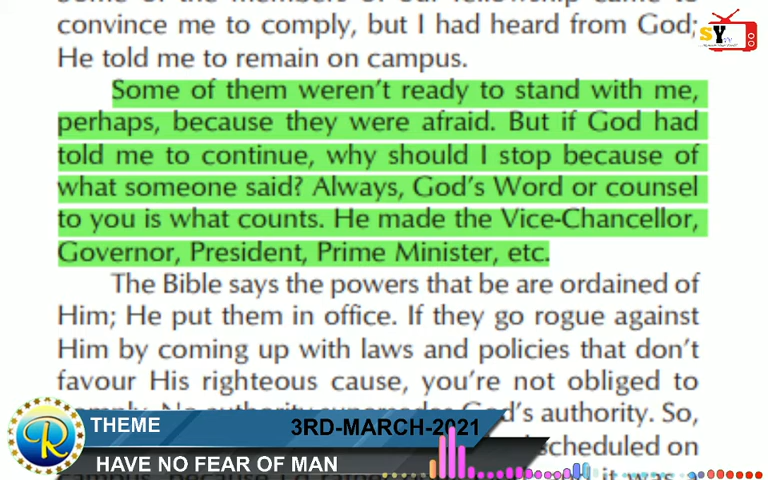 convince me to comply, but I had heard from God;
He told me to remain on campus.
Some of them weren't ready to stand with me,
perhaps, because they were afraid. But if God had
told me to continue, why should I stop because of
what someone said? Always, God's Word or counsel
to you is what counts. He made the Vice-Chancellor,
Governor, President, Prime Minister, etc.
The Bible says the powers that be are ordained of
Him; He put them in office. If they go rogue against
Him by coming up with laws and policies that don't
favour His righteous cause, you're not obliged to
God's authority. So,
scheduled on
THEME
3RD-MARCH-2021
HAVE NO FEAR OF MAN
R
SY